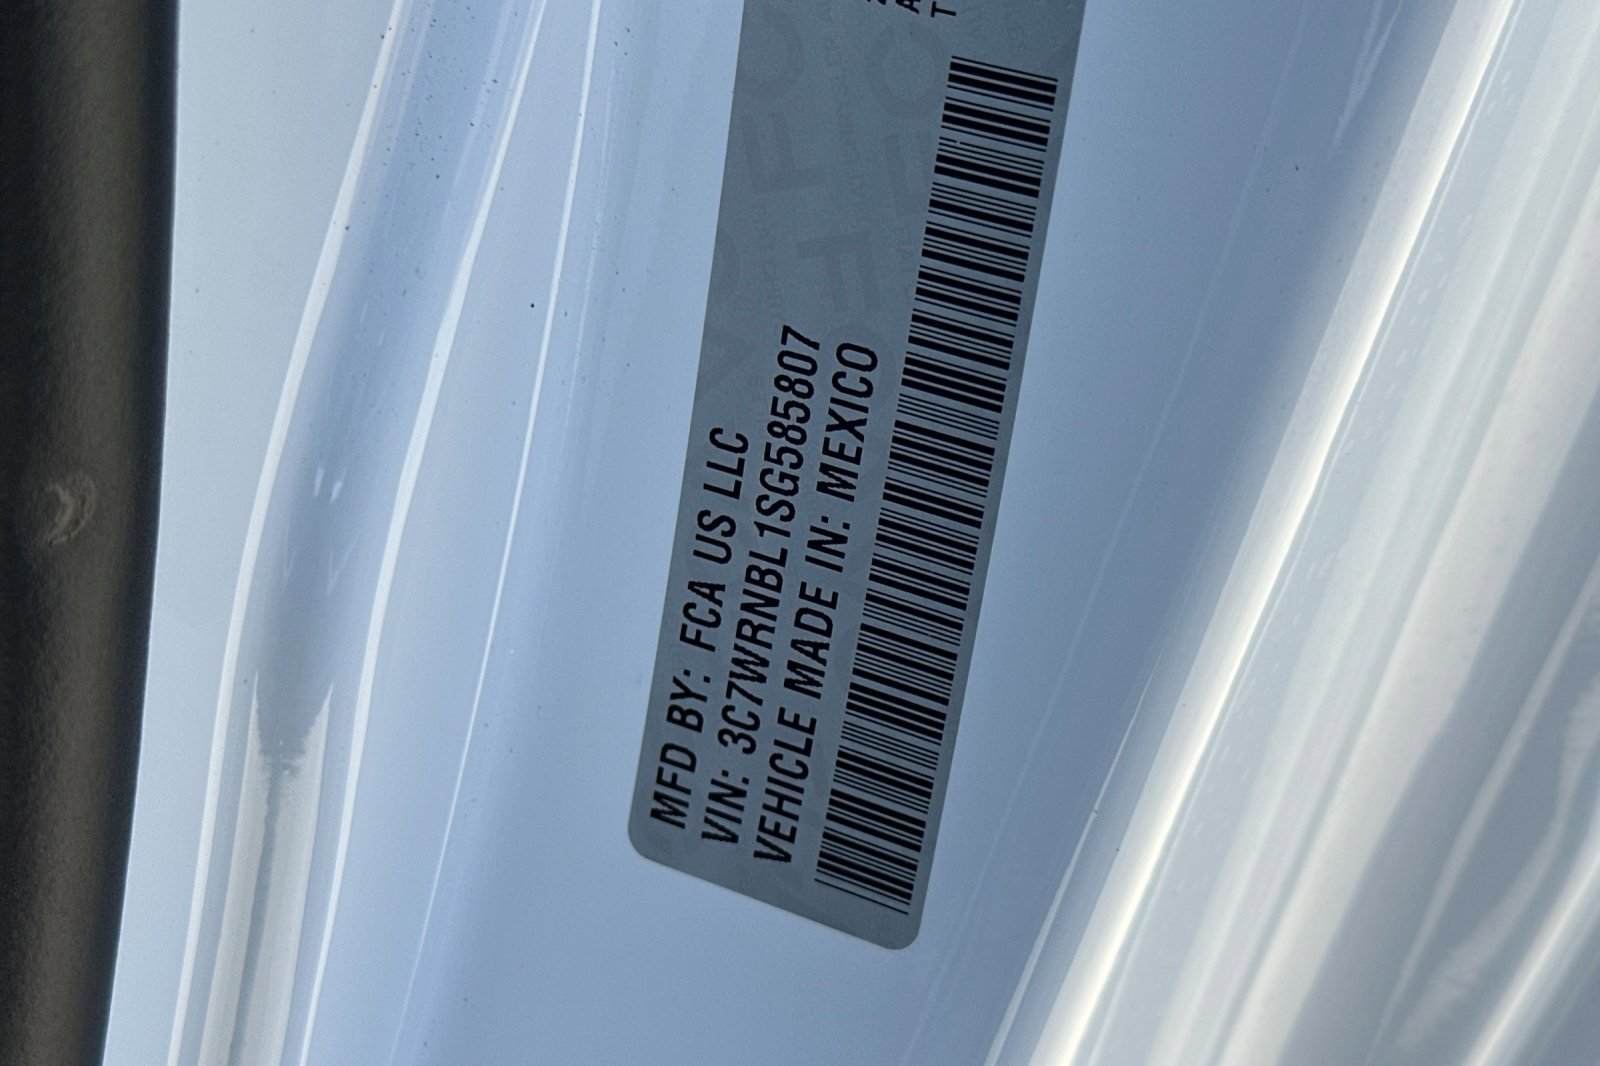 MFD BY: FCA US LLC
VIN: 3C7WRNBL1SG585807
VEHICLE MADE IN: MEXICO